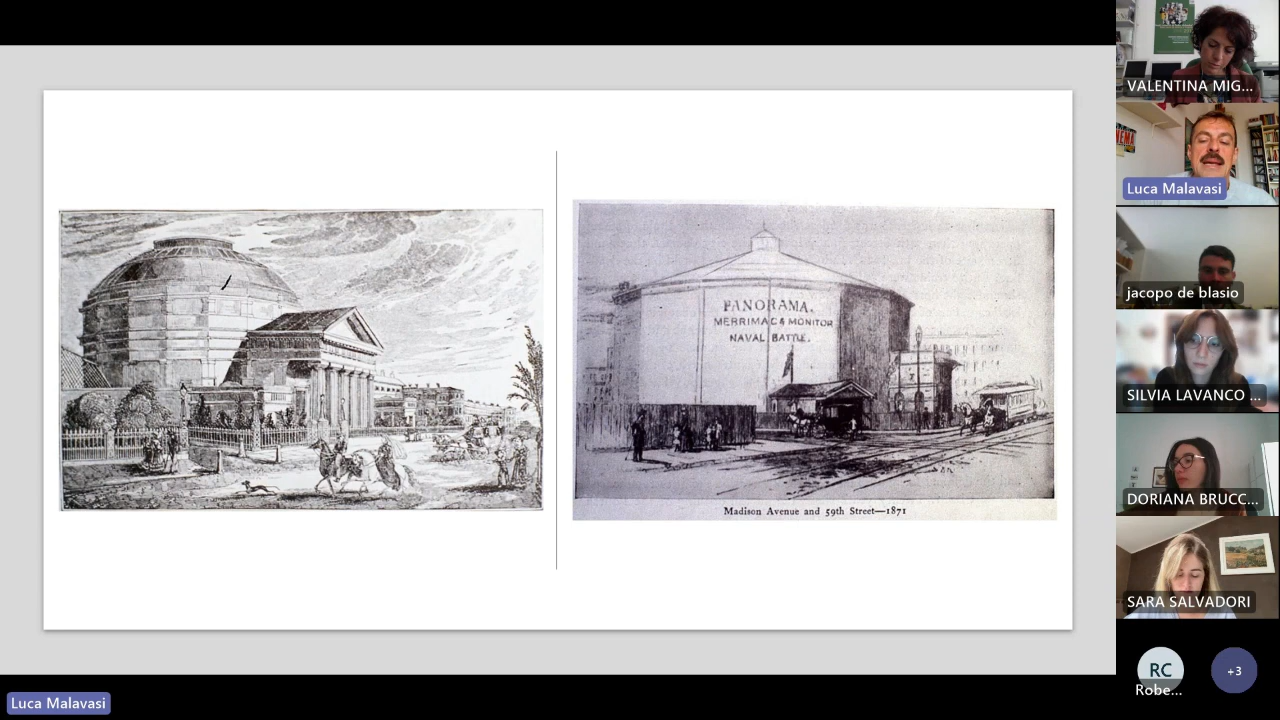 PANORAMA.
MERRIMAC & MONITOR
NAVAL BATTLE.
Madison Avenue and 59th Street—1871
VALENTINA MIG...
Luca Malavasi
jacopo de blasio
SILVIA LAVANCO ...
DORIANA BRUCC...
SARA SALVADORI
RC
Robe...
+3
Luca Malavasi